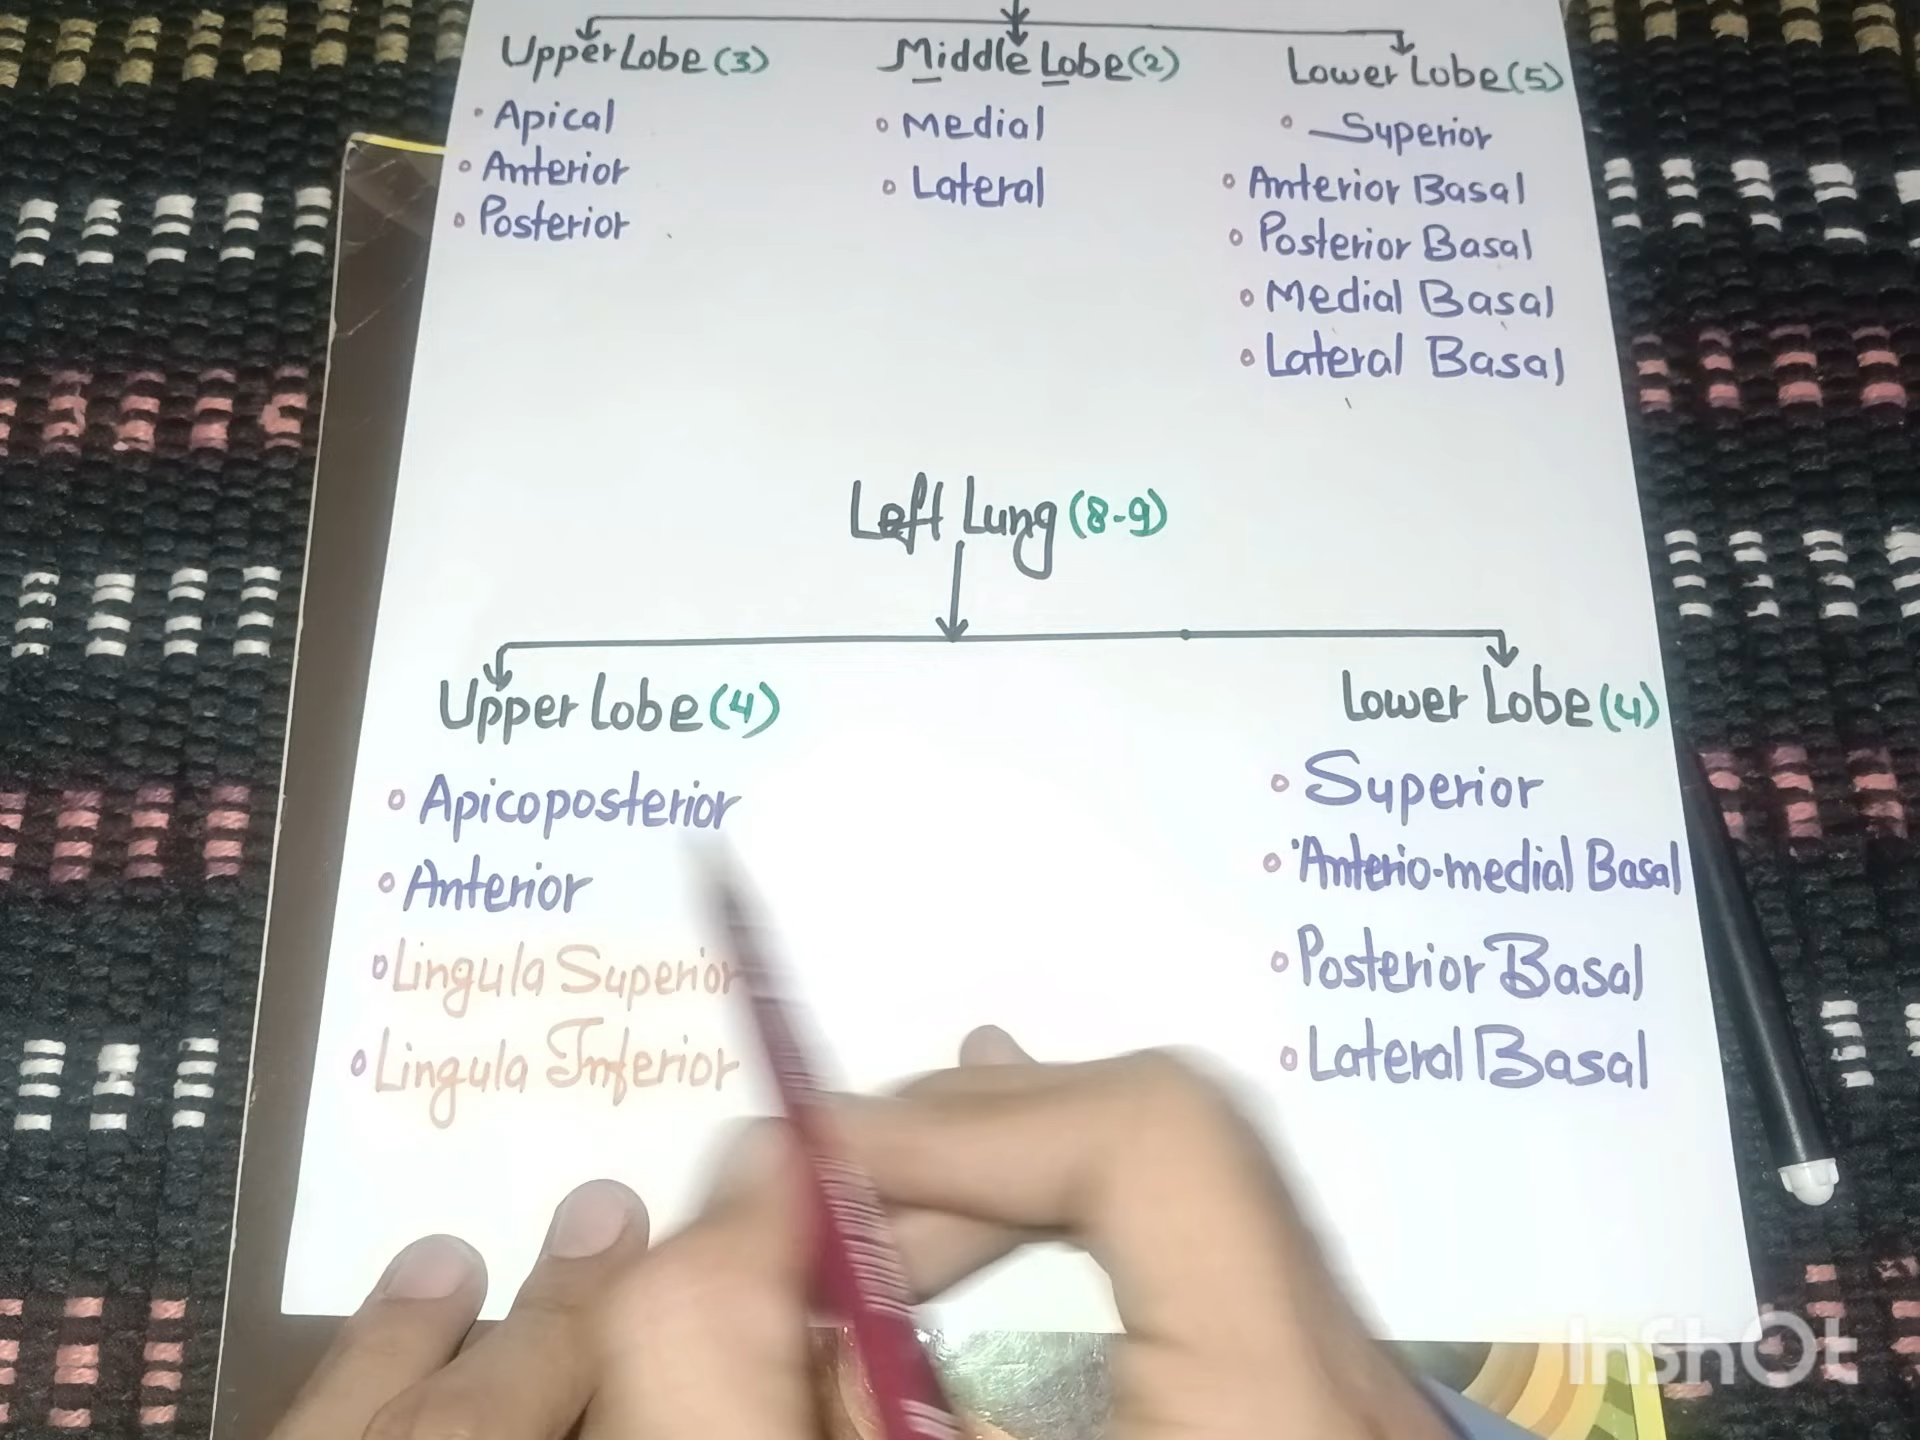 Upper Lobe (3)
• Apical
• Anterior
• Posterior
Middle Lobe (2)
• Medial
• Lateral
Lower Lobe (5)
• Superior
• Anterior Basal
• Posterior Basal
• Medial Basal
• Lateral Basal
Left Lung (8-9)
Upper Lobe (4)
• Apicoposterior
• Anterior
• Lingula Superior
• Lingula Inferior
Lower Lobe (4)
• Superior
• Anterio-medial Basal
• Posterior Basal
• Lateral Basal
InShOt